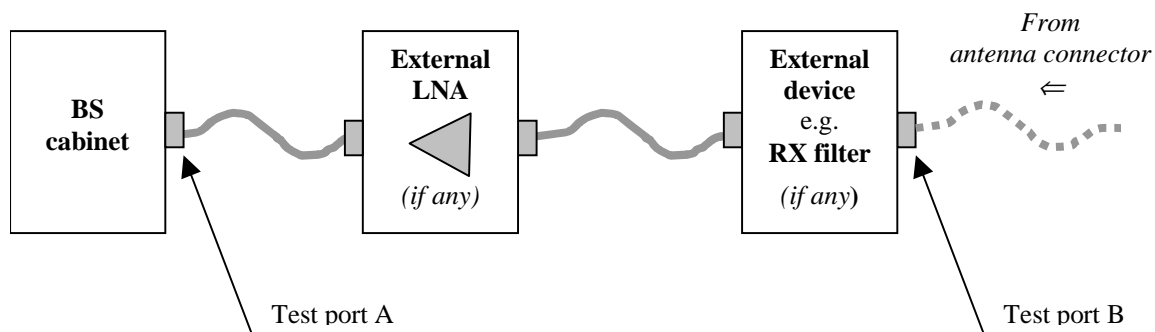 BS
cabinet
External
LNA
(if any)
External
device
e.g.
RX filter
(if any)
From
antenna connector
⇐
Test port A
Test port B